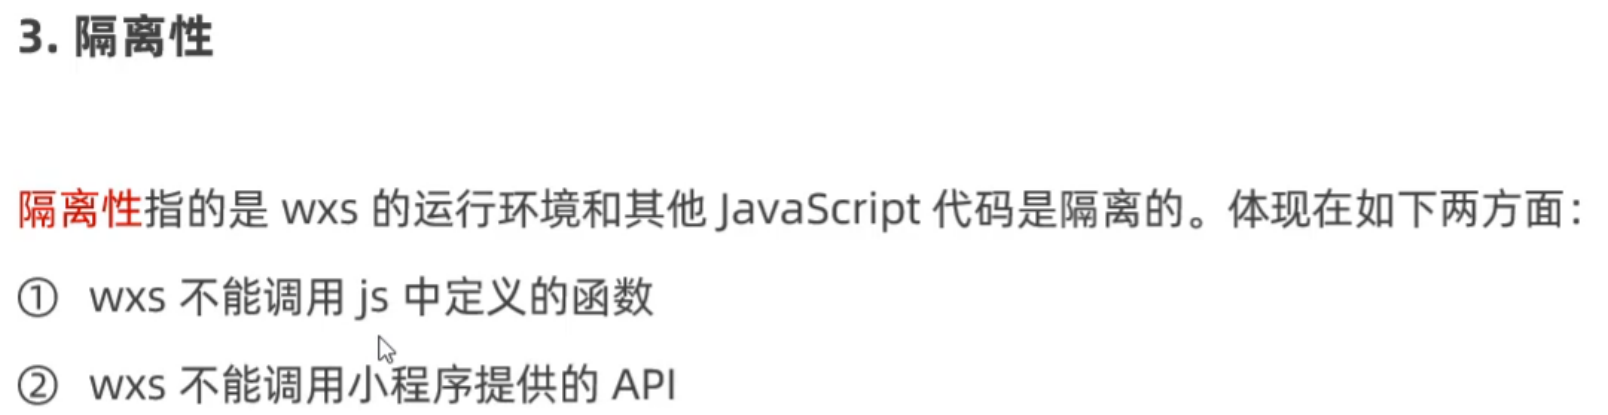 3. 隔离性
隔离性指的是 wxs 的运行环境和其他 JavaScript 代码是隔离的。体现在如下两方面：
① wxs 不能调用 js 中定义的函数
② wxs 不能调用小程序提供的 API